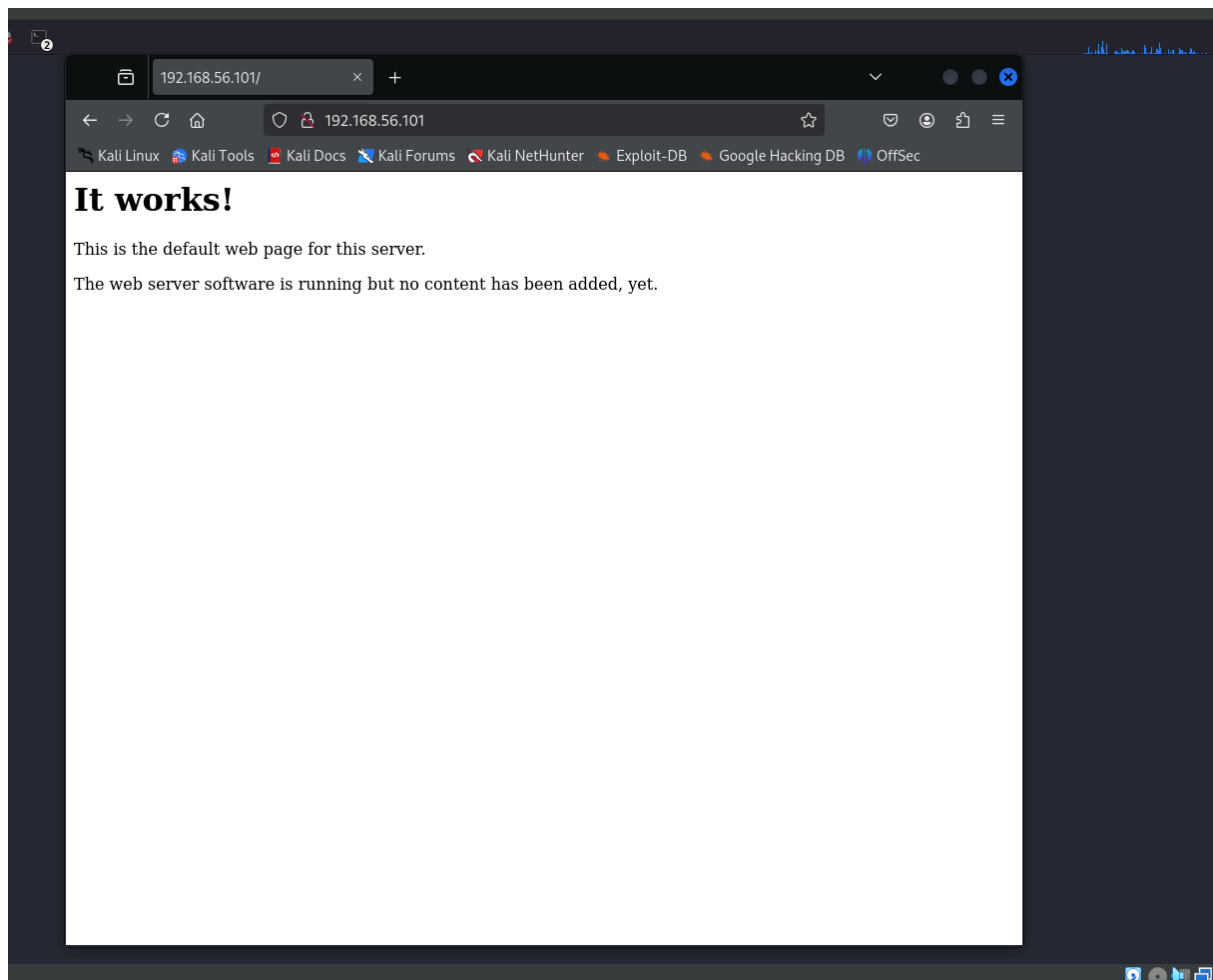 2
192.168.56.101/
192.168.56.101
Kali Linux Kali Tools Kali Docs Kali Forums Kali NetHunter Exploit-DB Google Hacking DB OffSec
It works!
This is the default web page for this server.
The web server software is running but no content has been added, yet.